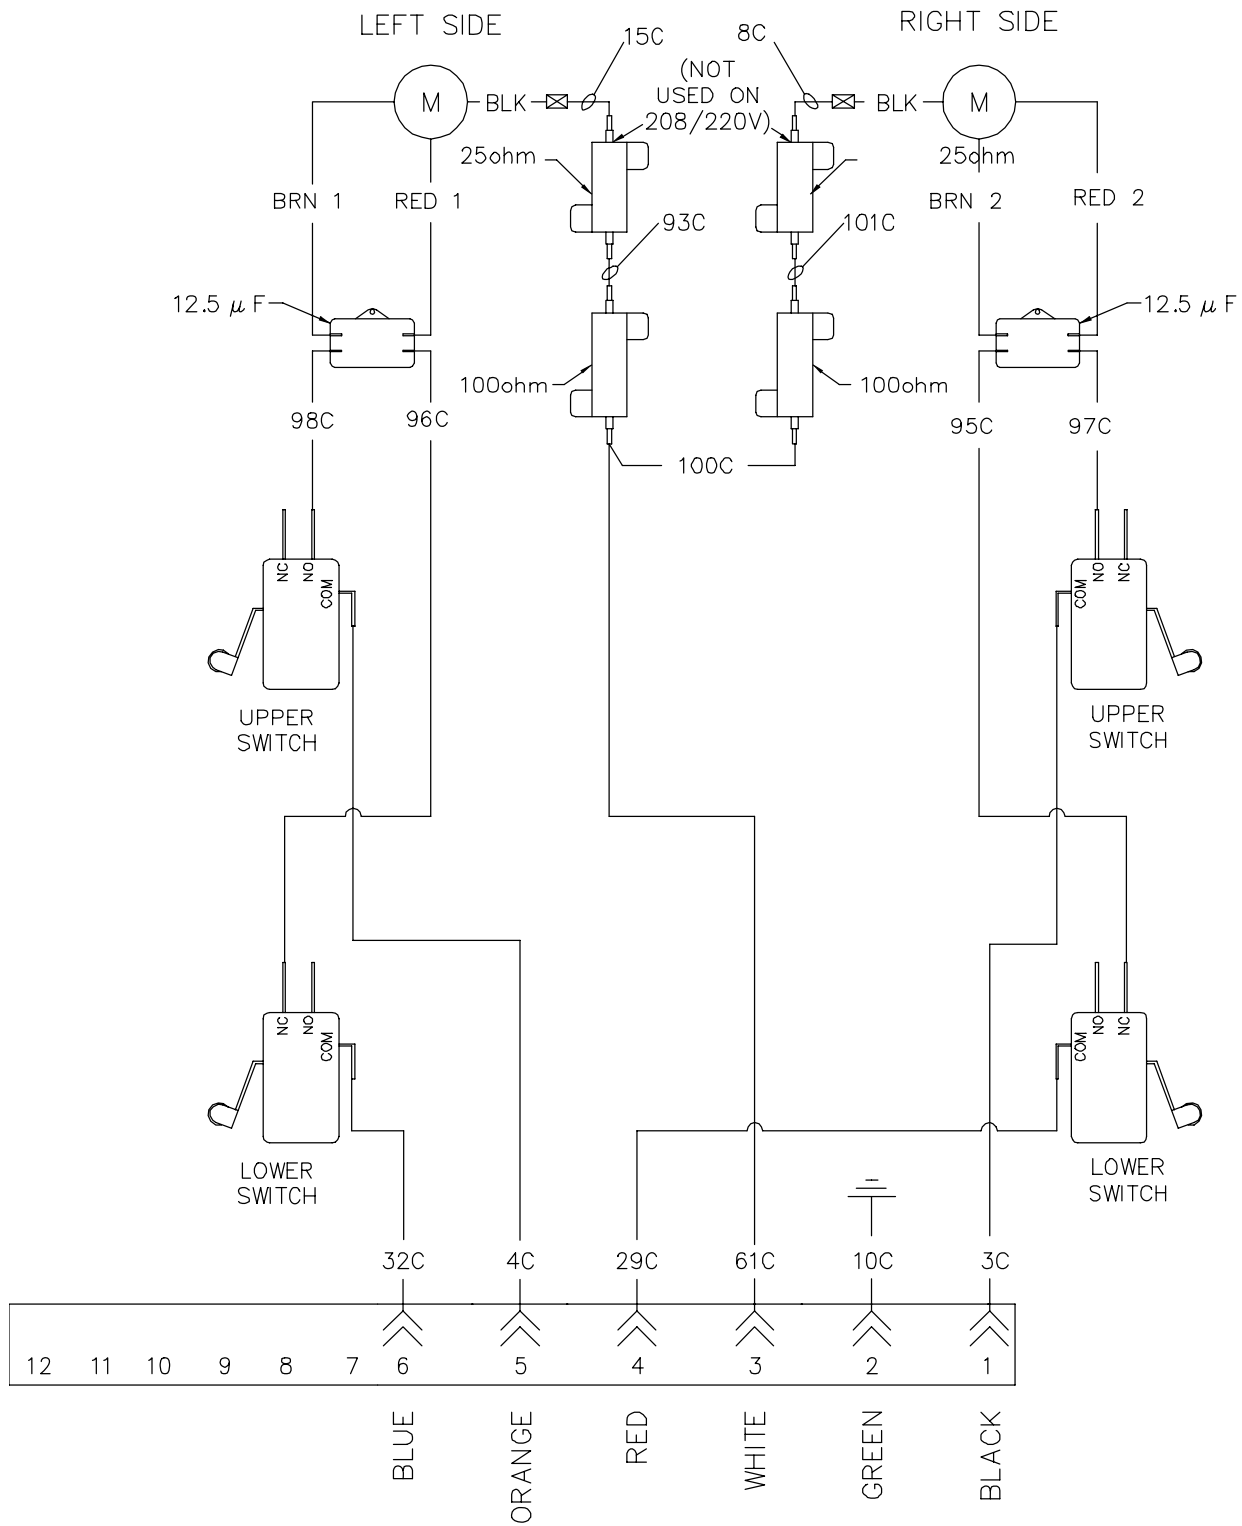 LEFT SIDE
RIGHT SIDE
15C
8C
(NOT
USED ON
208/220V)
M
BLK
BLK
M
25ohm
25ohm
BRN 1
RED 1
BRN 2
RED 2
93C
101C
12.5 μ F
12.5 μ F
100ohm
100ohm
98C
96C
95C
97C
100C
NC
NO
COM
COM
NO
NC
UPPER
SWITCH
UPPER
SWITCH
NC
NO
COM
COM
NO
NC
LOWER
SWITCH
LOWER
SWITCH
32C
4C
29C
61C
10C
3C
12
11
10
9
8
7
6
5
4
3
2
1
BLUE
ORANGE
RED
WHITE
GREEN
BLACK